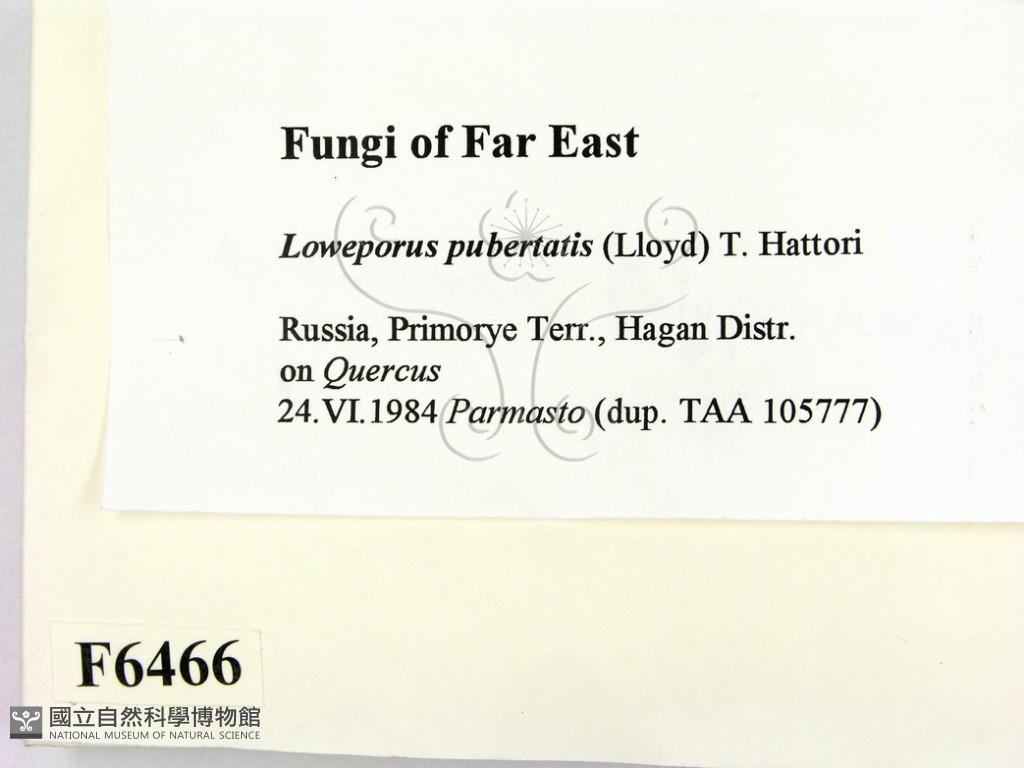 Fungi of Far East
Loweporus pubertatis (Lloyd) T. Hattori
Russia, Primorye Terr., Hagan Distr.
on Quercus
24.VI.1984 Parmasto (dup. TAA 105777)
F6466
國立自然科學博物館
NATIONAL MUSEUM OF NATURAL SCIENCE